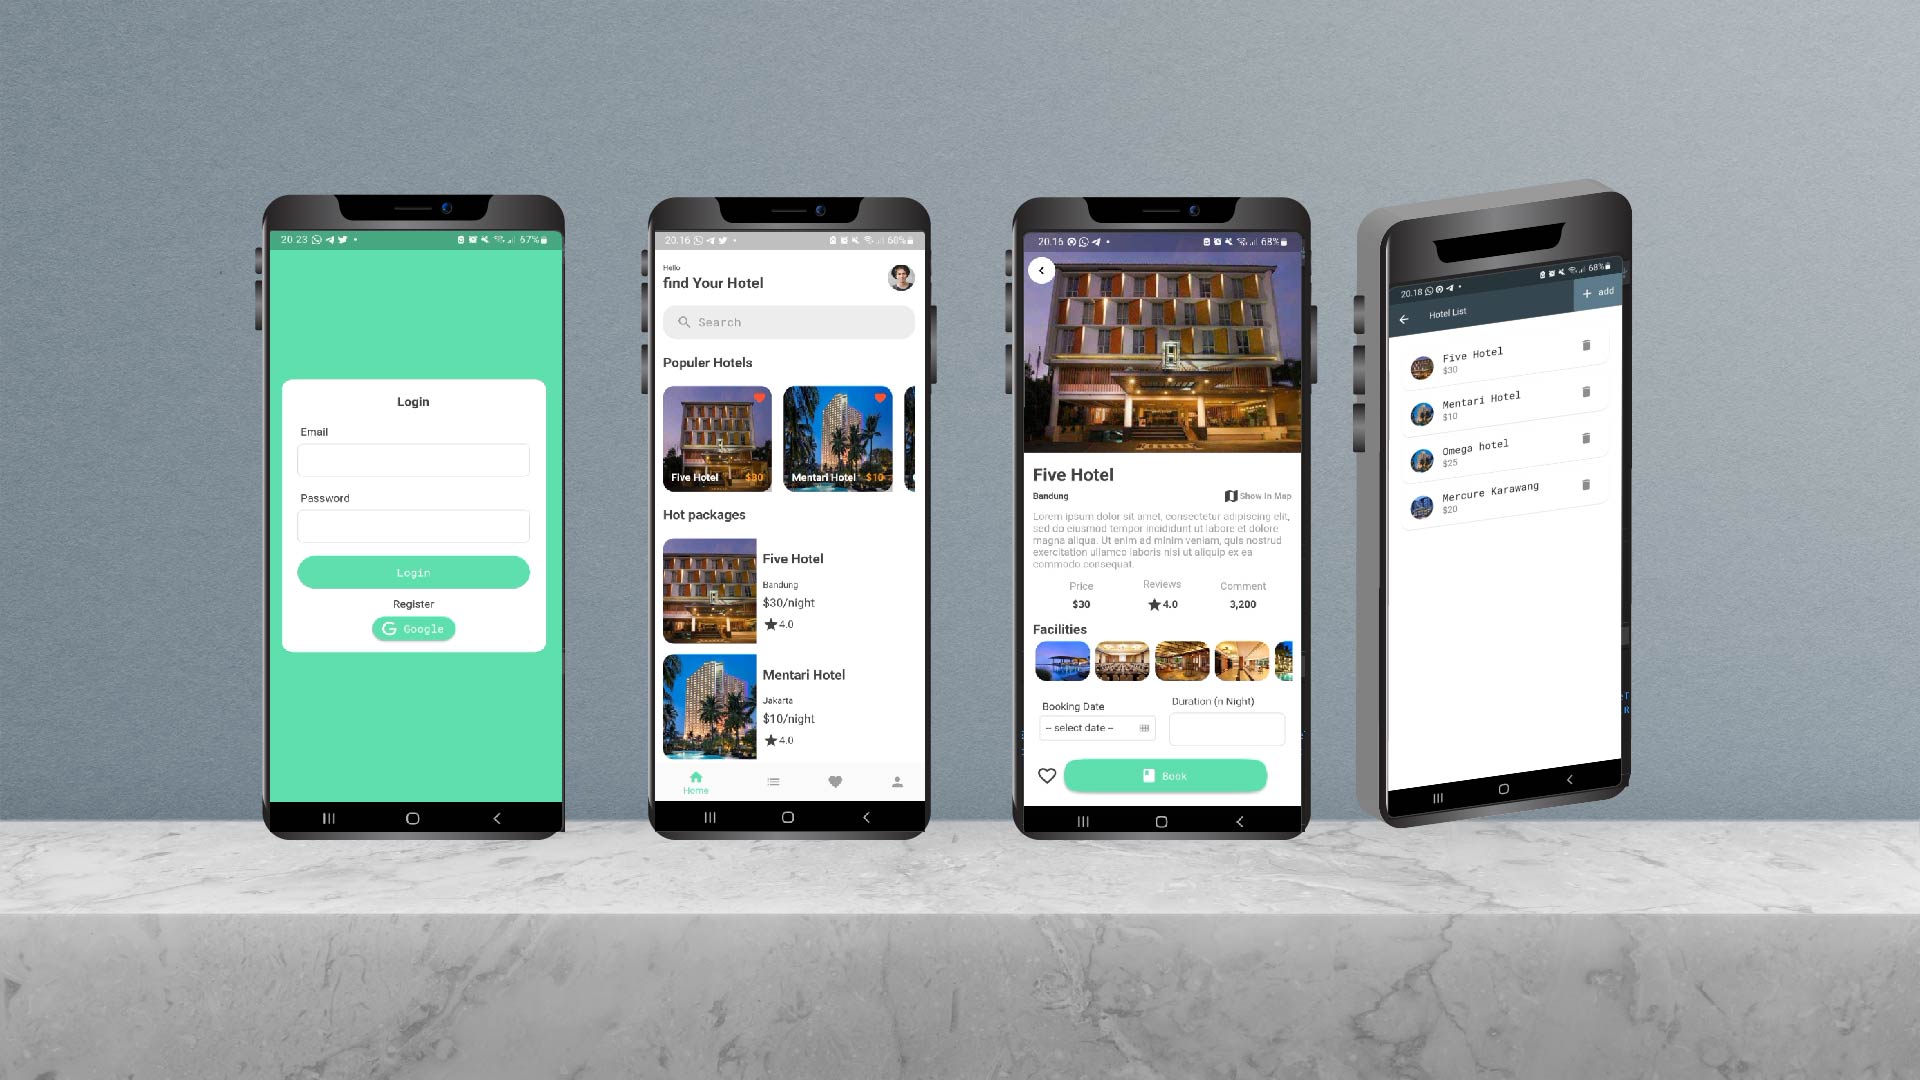 20.23
67%
Login
Email
Password
Login
Register
Google
20.16
68%
Hello
find Your Hotel
Search
Populer Hotels
Five Hotel $30
Mentari Hotel $10
Hot packages
Five Hotel
Bandung
$30/night
4.0
Mentari Hotel
Jakarta
$10/night
4.0
Home
20.16
68%
Five Hotel
Bandung
Show In Map
Lorem ipsum dolor sit amet, consectetur adipiscing elit,
sed do eiusmod tempor incididunt ut labore et dolore
magna aliqua. Ut enim ad minim veniam, quis nostrud
exercitation ullamco laboris nisi ut aliquip ex ea
commodo consequat.
Price Reviews Comment
$30 4.0 3,200
Facilities
Booking Date
Duration (n Night)
-- select date --
Book
20.18
68%
Hotel List
+ add
Five Hotel
$30
Mentari Hotel
$10
Omega hotel
$25
Mercure Karawang
$20